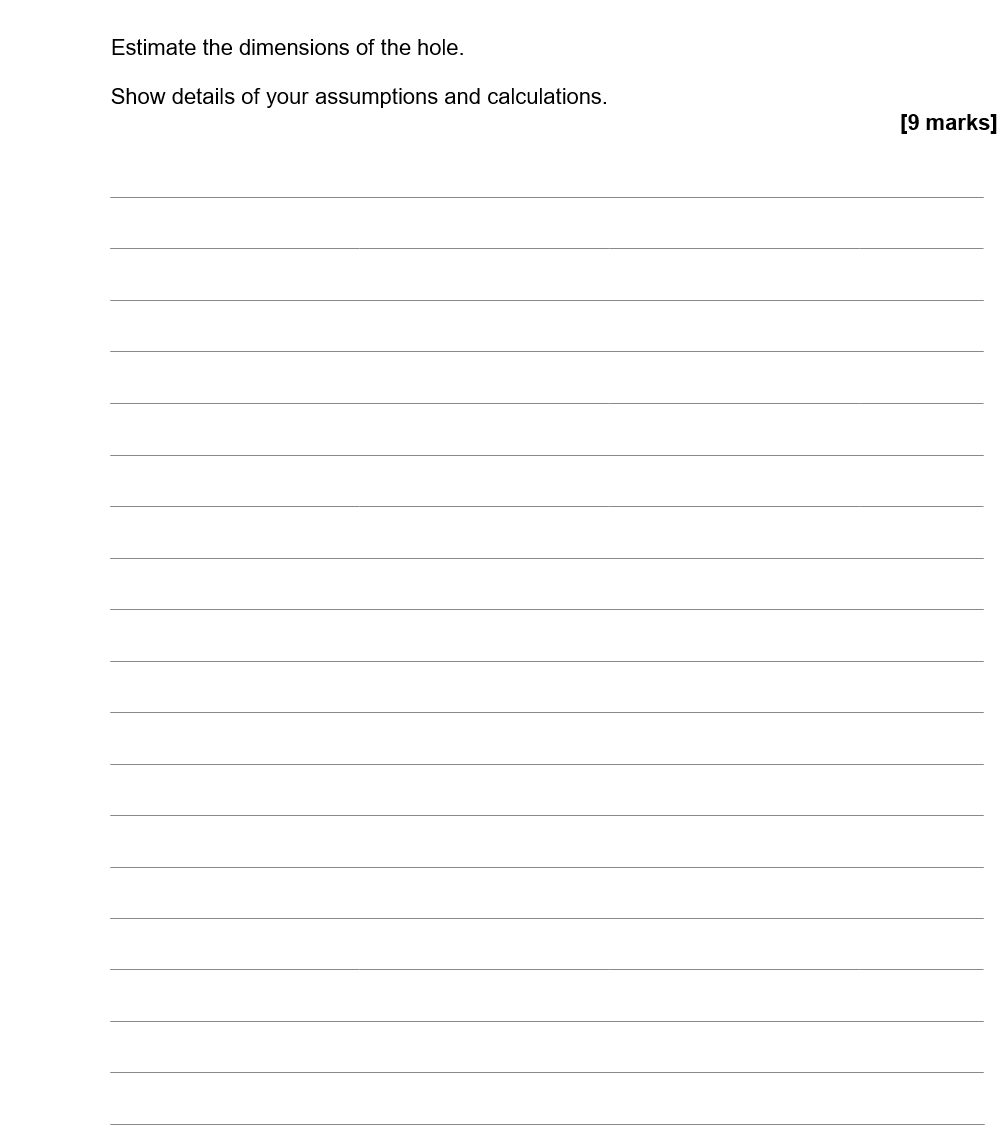 Estimate the dimensions of the hole.
Show details of your assumptions and calculations.
[9 marks]